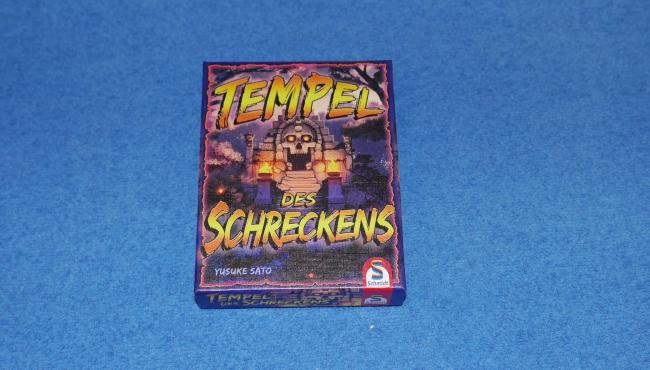 TEMPEL
DES
SCHRECKENS
YUSUKE SATO
Schmidt
TEMPEL
DES SCHRECKENS